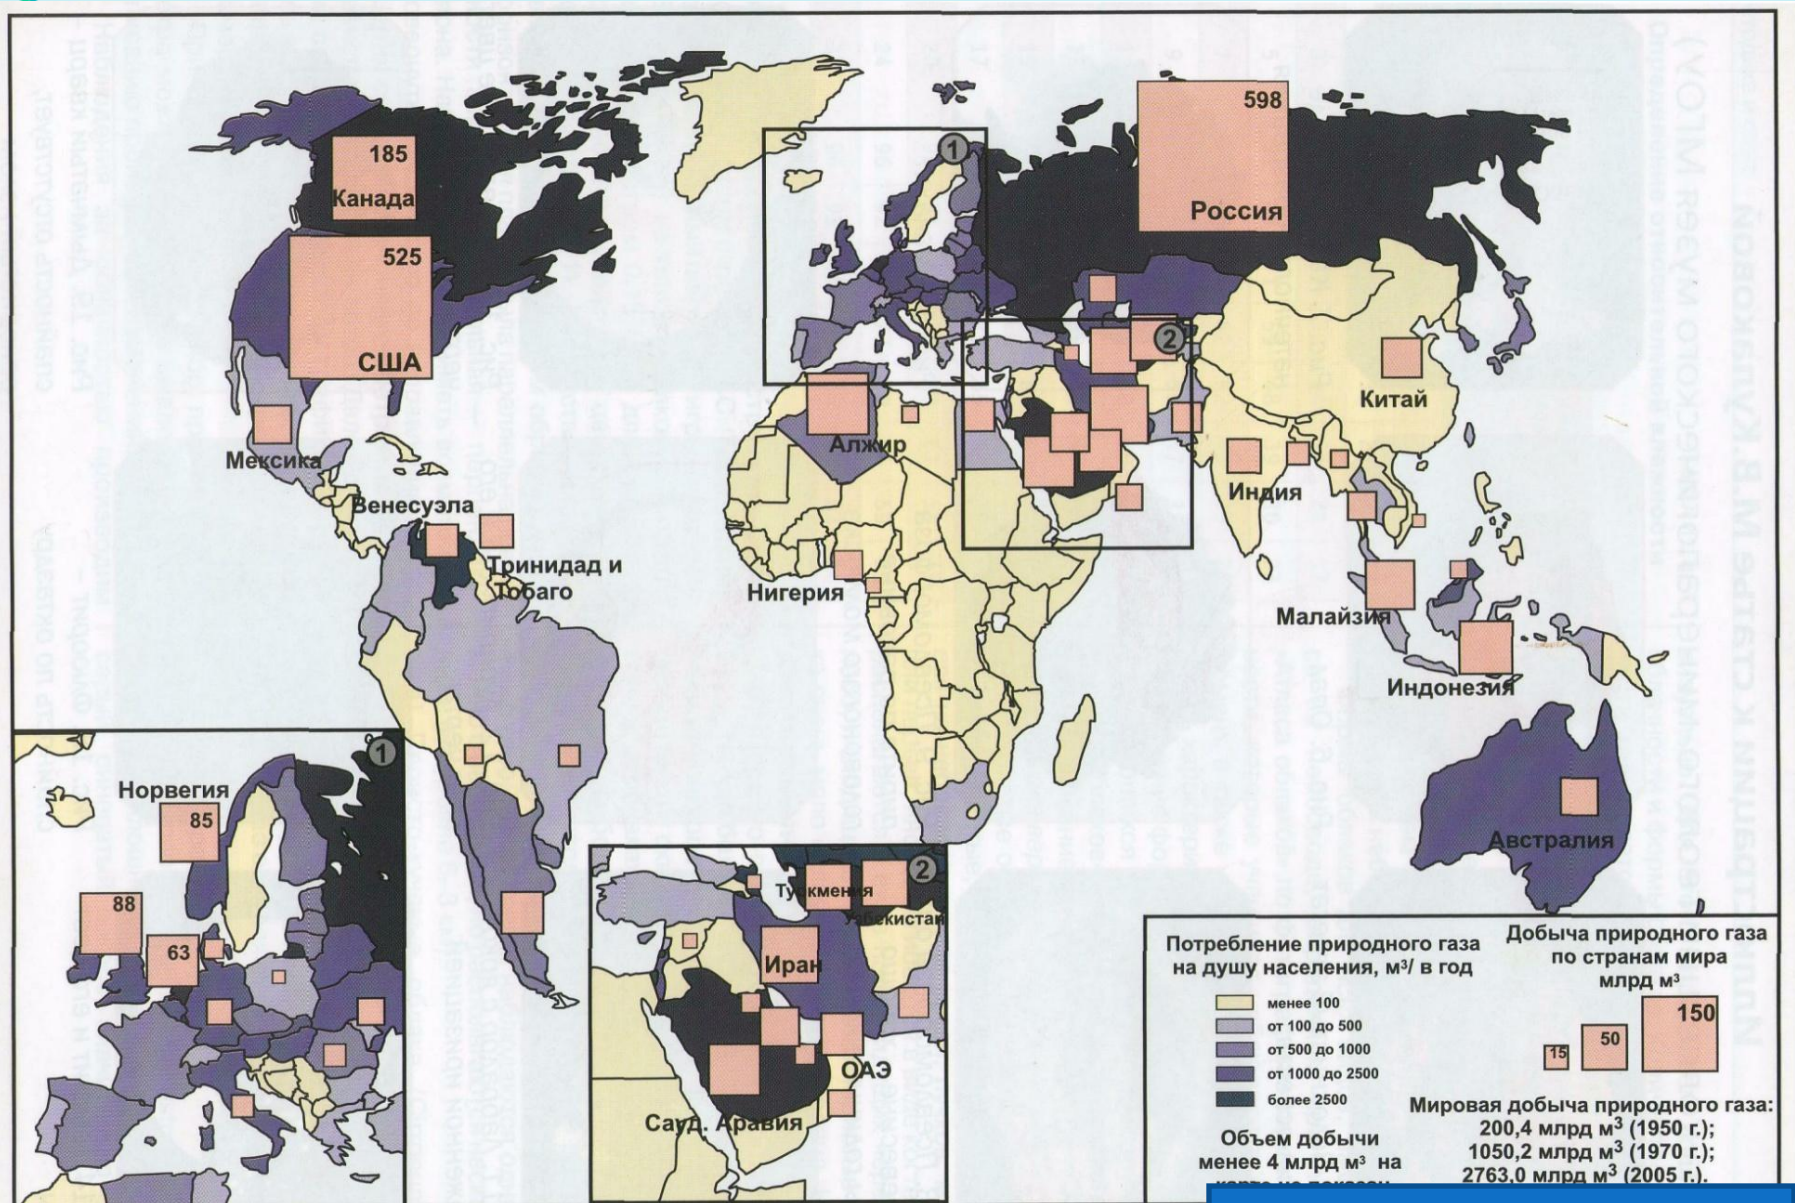 598
185
Канада
Россия
525
США
1
2
Китай
Алжир
Мексика
Индия
Венесуэла
Тринидад и
Тобаго
Нигерия
Малайзия
Индонезия
Австралия
1
Норвегия
85
88
63
2
Туркмения
Узбекистан
Иран
ОАЭ
Сауд. Аравия
Потребление природного газа
на душу населения, м³/ в год
менее 100
от 100 до 500
от 500 до 1000
от 1000 до 2500
более 2500
Объем добычи
менее 4 млрд м³ на
Добыча природного газа
по странам мира
млрд м³
15
50
150
Мировая добыча природного газа:
200,4 млрд м³ (1950 г.);
1050,2 млрд м³ (1970 г.);
2763,0 млрд м³ (2005 г.).